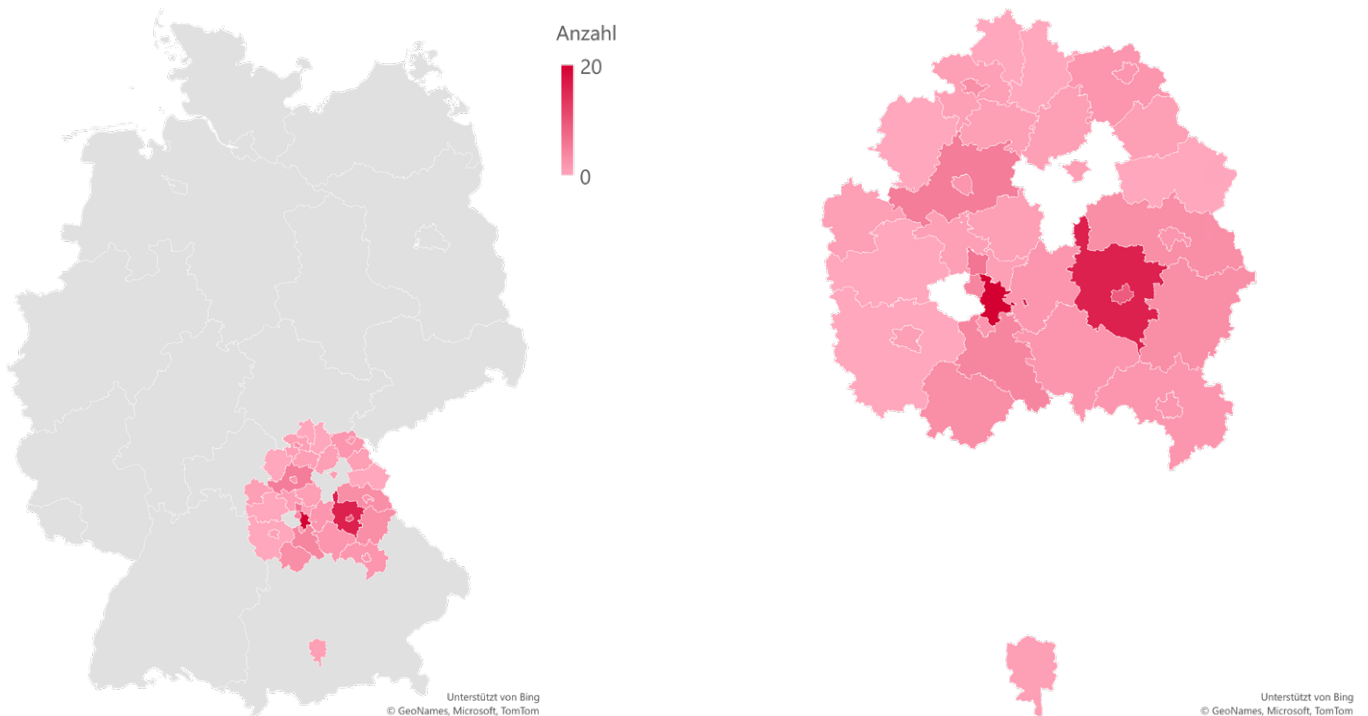 Anzahl
20
0
Unterstützt von Bing
© GeoNames, Microsoft, TomTom
Unterstützt von Bing
© GeoNames, Microsoft, TomTom